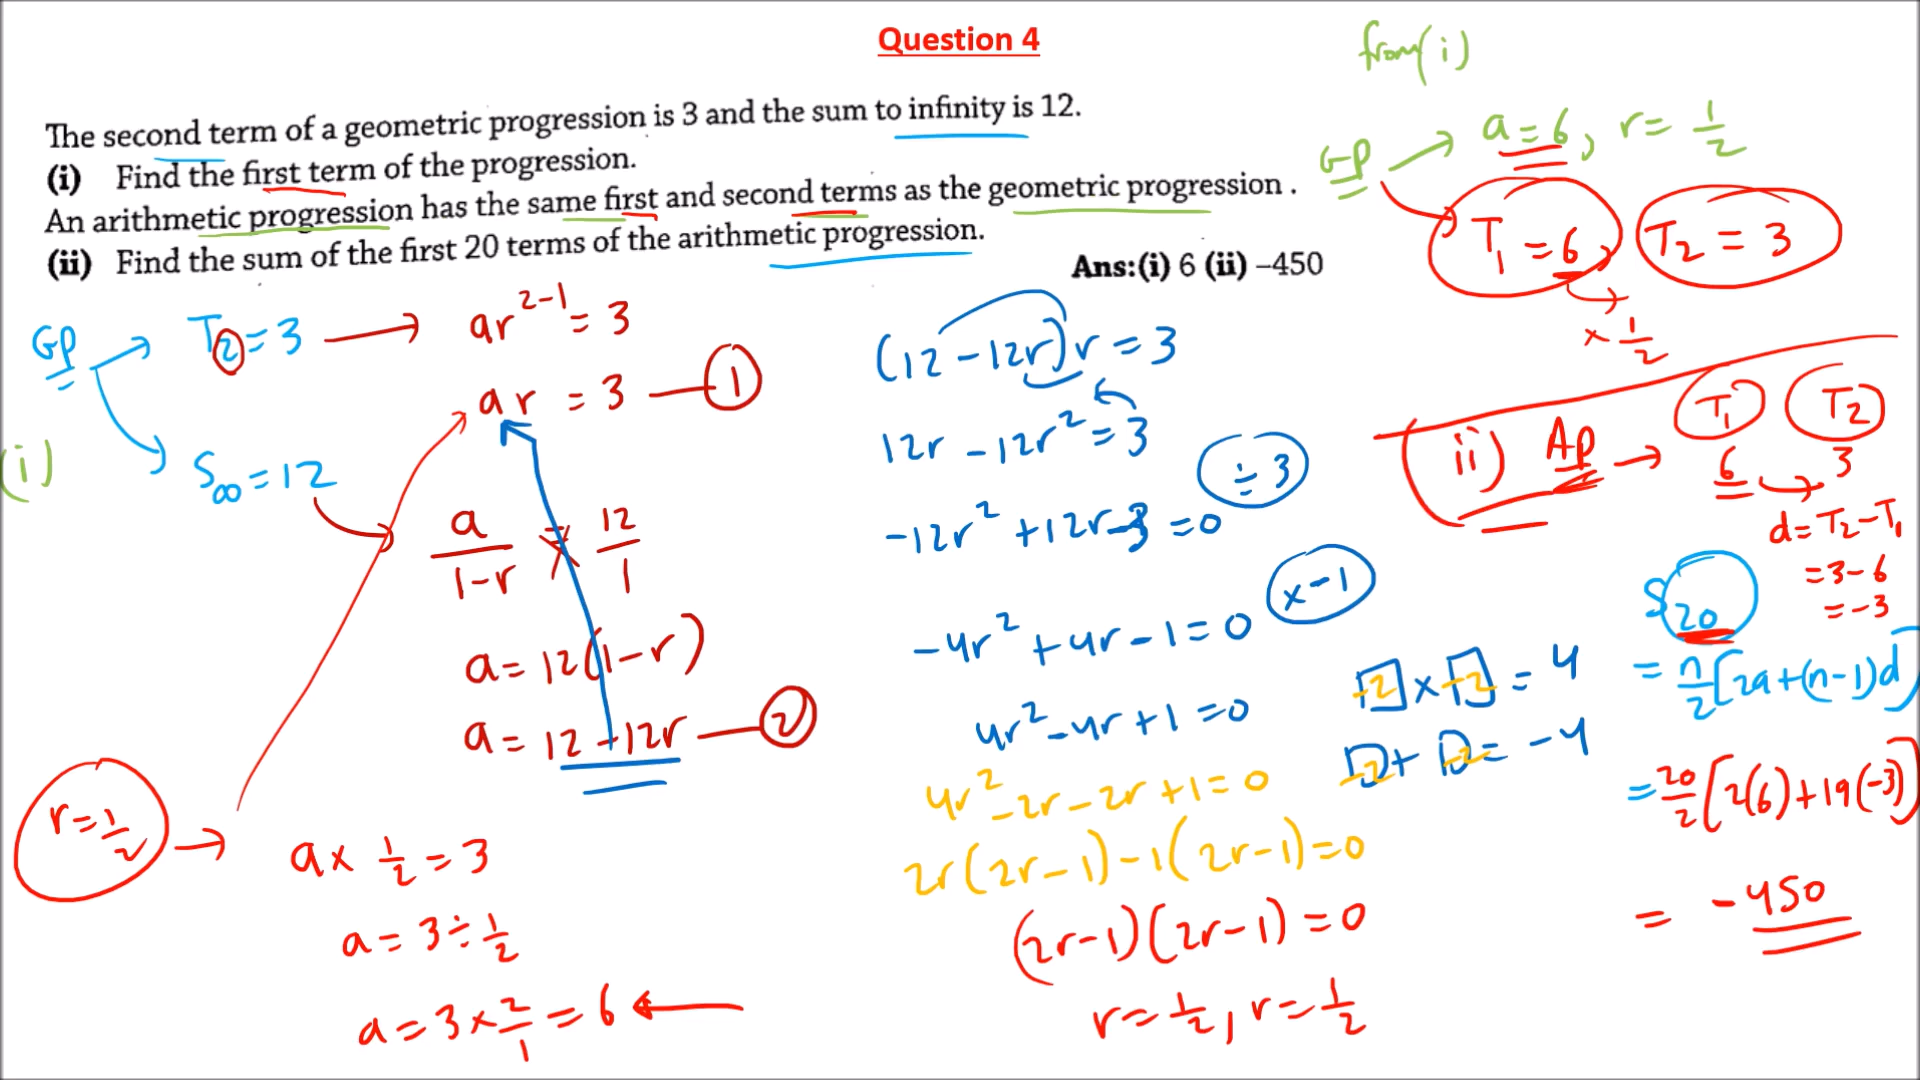 Question 4
The second term of a geometric progression is 3 and the sum to infinity is 12.
(i) Find the first term of the progression.
An arithmetic progression has the same first and second terms as the geometric progression .
(ii) Find the sum of the first 20 terms of the arithmetic progression.
Ans:(i) 6 (ii) –450
(i)
GP
T₂ = 3
ar²⁻¹ = 3
ar = 3 — 1
S∞ = 12
a/(1-r) = 12/1
a = 12(1-r)
a = 12 - 12r — 2
r = 1/2
a × 1/2 = 3
a = 3 ÷ 1/2
a = 3 × 2/1 = 6
(12 - 12r)r = 3
12r - 12r² = 3
-12r² + 12r - 3 = 0
÷ 3
-4r² + 4r - 1 = 0
× -1
4r² - 4r + 1 = 0
□ × □ = 4
-2 -2
□ + □ = -4
-2 -2
4r² - 2r - 2r + 1 = 0
2r(2r - 1) - 1(2r - 1) = 0
(2r - 1)(2r - 1) = 0
r = 1/2, r = 1/2
from (i)
GP
a = 6, r = 1/2
T₁ = 6, T₂ = 3
× 1/2
ii) AP
T₁ T₂
6 3
d = T₂ - T₁
= 3 - 6
= -3
S₂₀
= n/2 [2a + (n - 1)d]
= 20/2 [2(6) + 19(-3)]
= -450